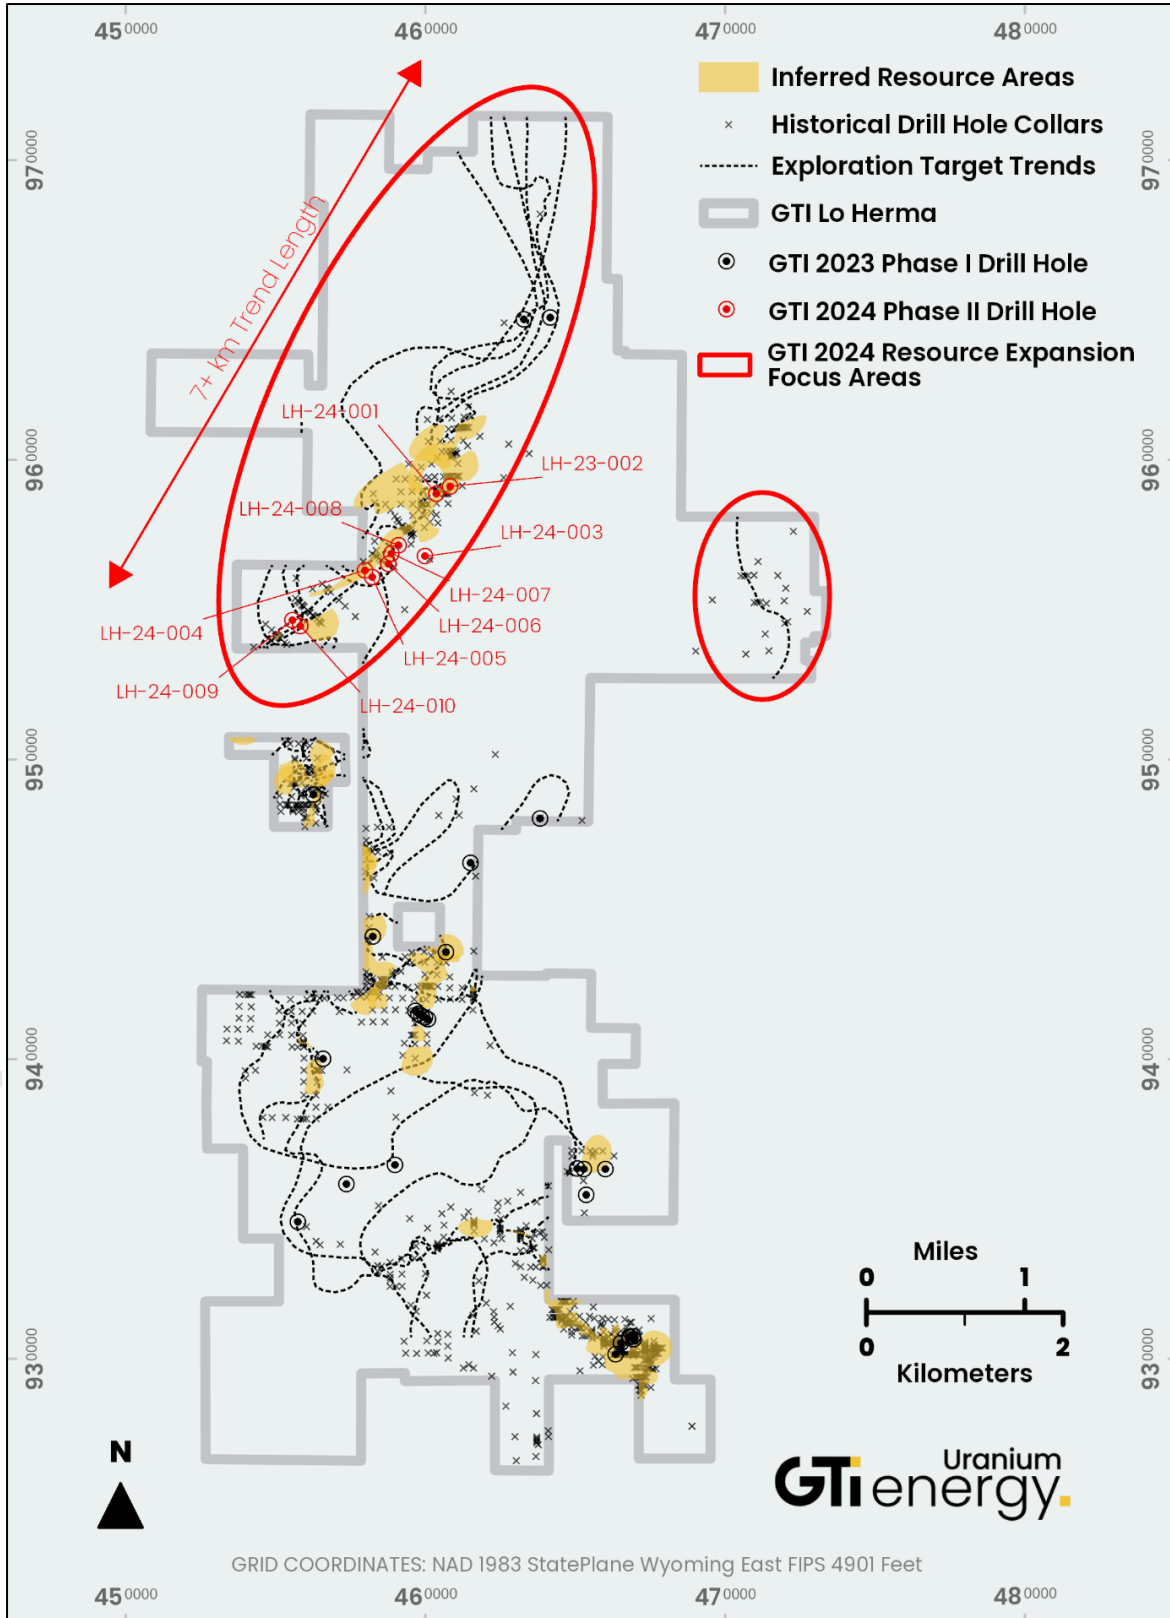 450000 460000 470000 480000
Inferred Resource Areas
Historical Drill Hole Collars
Exploration Target Trends
GTI Lo Herma
GTI 2023 Phase I Drill Hole
GTI 2024 Phase II Drill Hole
GTI 2024 Resource Expansion
Focus Areas
970000
970000
7+ km Trend Length
LH-24-001
960000
LH-23-002
960000
LH-24-008
LH-24-003
LH-24-007
LH-24-004
LH-24-006
LH-24-005
LH-24-009
LH-24-010
950000
950000
940000
940000
Miles
0 1
0 2
Kilometers
930000
930000
N
GTi energy.
Uranium
GRID COORDINATES: NAD 1983 StatePlane Wyoming East FIPS 4901 Feet
450000 460000 470000 480000